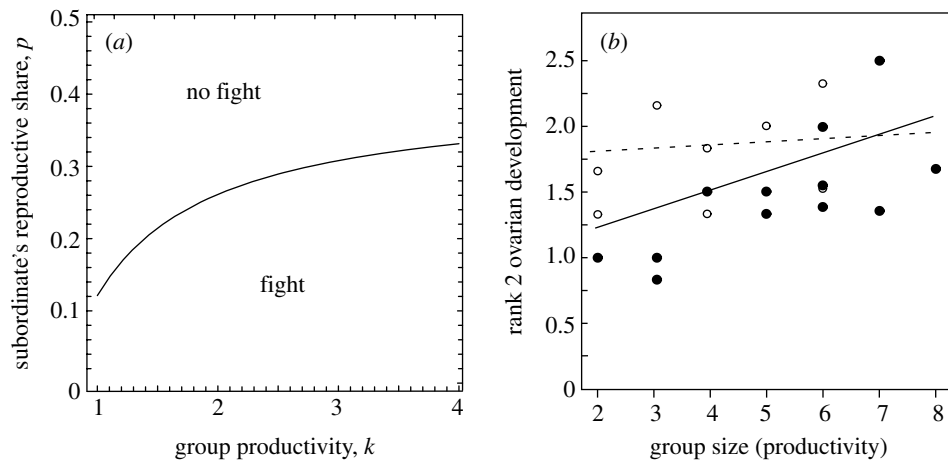 (a)
subordinate's reproductive share, p
0.5
0.4
0.3
0.2
0.1
0
no fight
fight
1
2
3
4
group productivity, k
(b)
rank 2 ovarian development
2.5
2.0
1.5
1.0
0.5
0
2
3
4
5
6
7
8
group size (productivity)